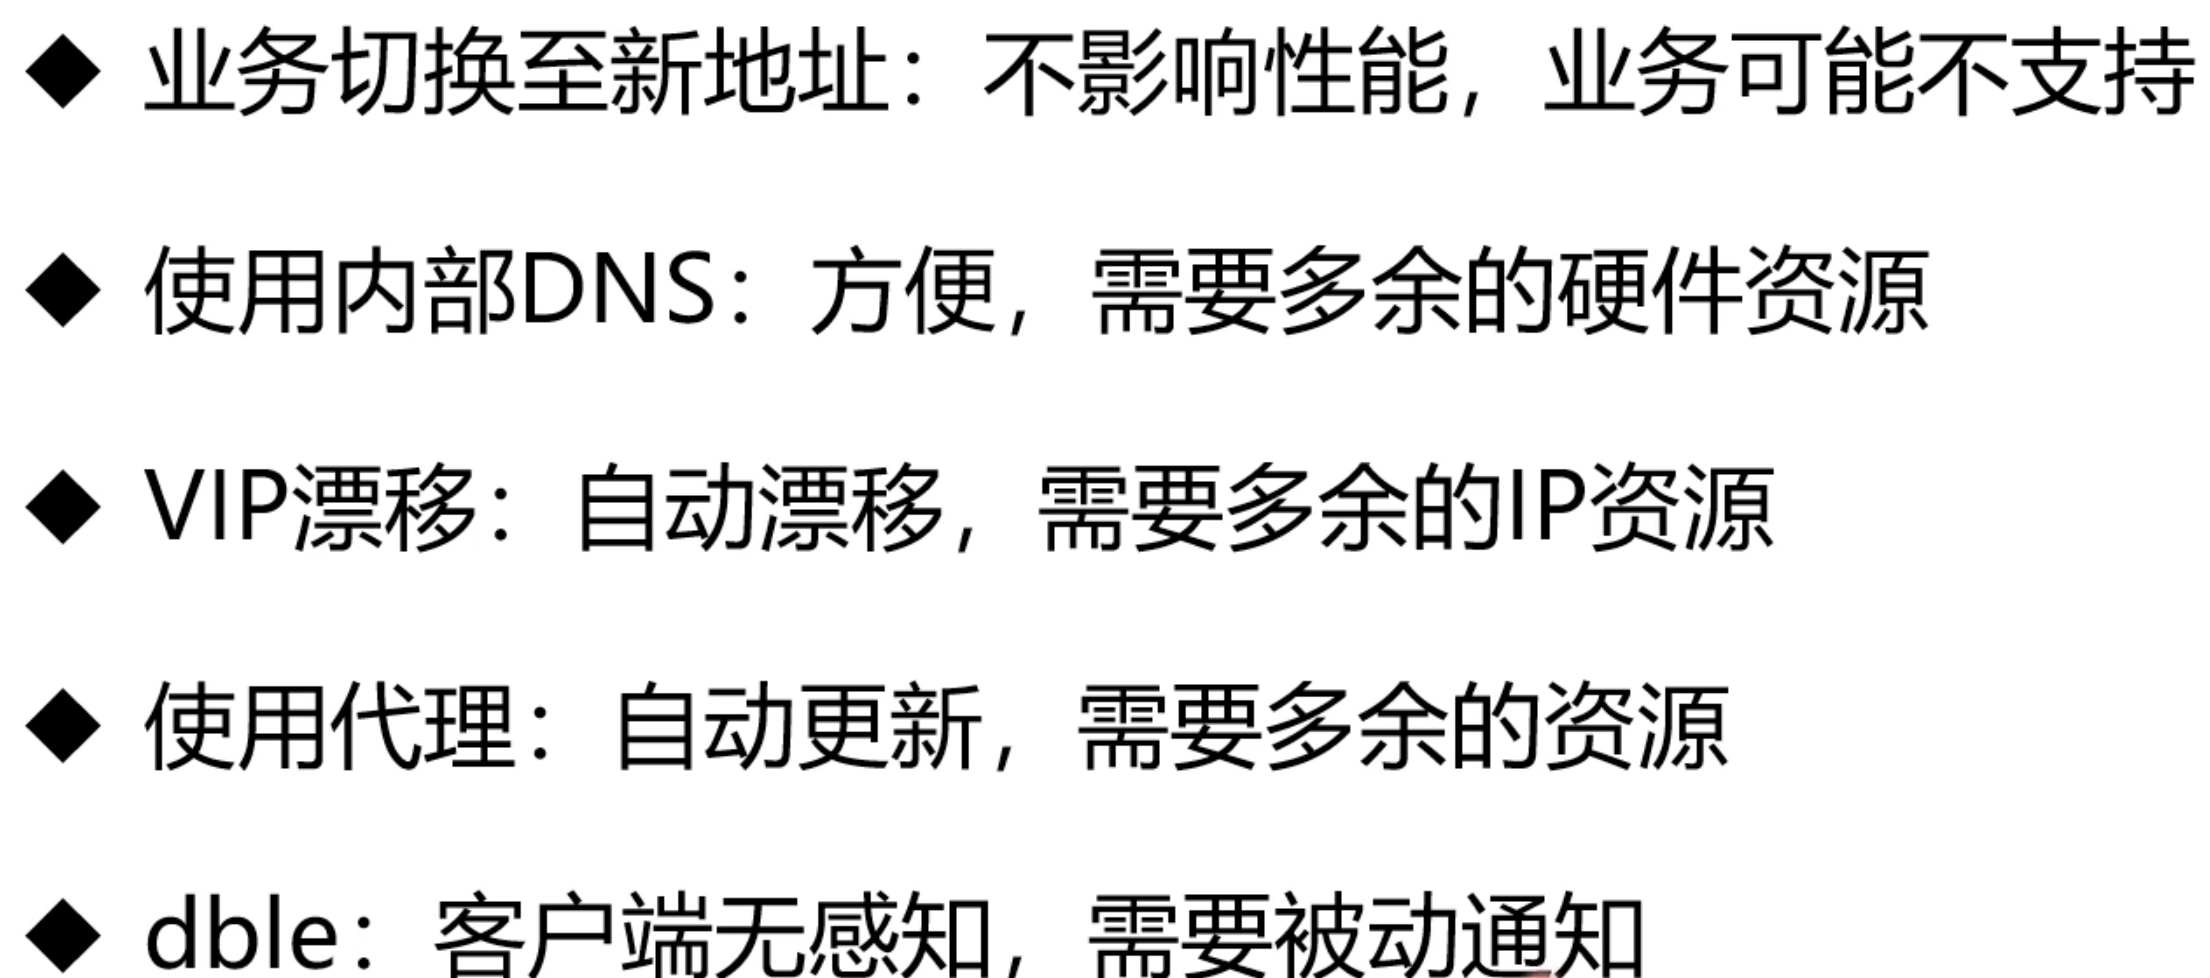 ◆ 业务切换至新地址：不影响性能，业务可能不支持
◆ 使用内部DNS：方便，需要多余的硬件资源
◆ VIP漂移：自动漂移，需要多余的IP资源
◆ 使用代理：自动更新，需要多余的资源
◆ dble：客户端无感知，需要被动通知